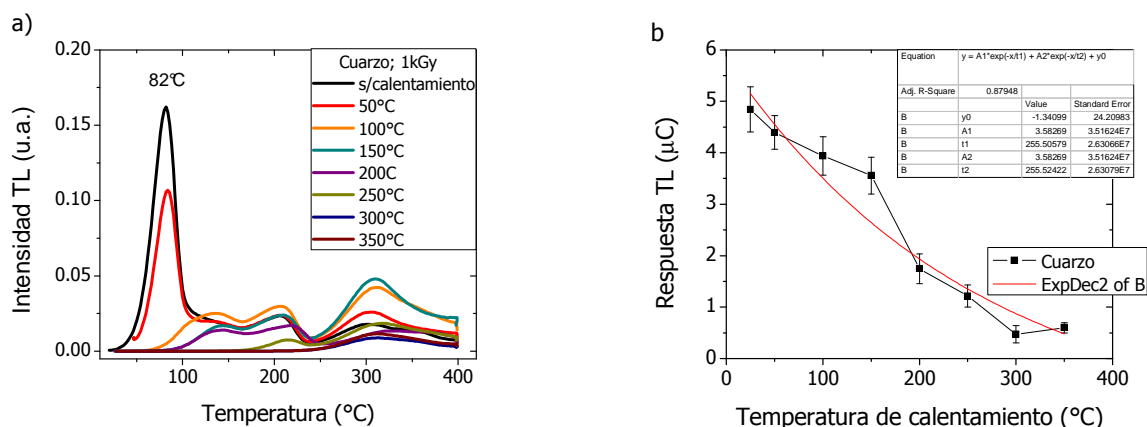 a)
Intensidad TL (u.a.)
0.20
0.15
0.10
0.05
0.00
82°C
Cuarzo; 1kGy
s/calentamiento
50°C
100°C
150°C
200C
250°C
300°C
350°C
100 200 300 400
Temperatura (°C)
b
Respuesta TL (μC)
6
5
4
3
2
1
0
Equation y = A1*exp(-x/t1) + A2*exp(-x/t2) + y0
Adj. R-Square 0.87948
Value Standard Error
B y0 -1.34099 24.20983
B A1 3.58269 3.51624E7
B t1 255.50579 2.63066E7
B A2 3.58269 3.51624E7
B t2 255.52422 2.63079E7
Cuarzo
ExpDec2 of B
0 100 200 300 400
Temperatura de calentamiento (°C)